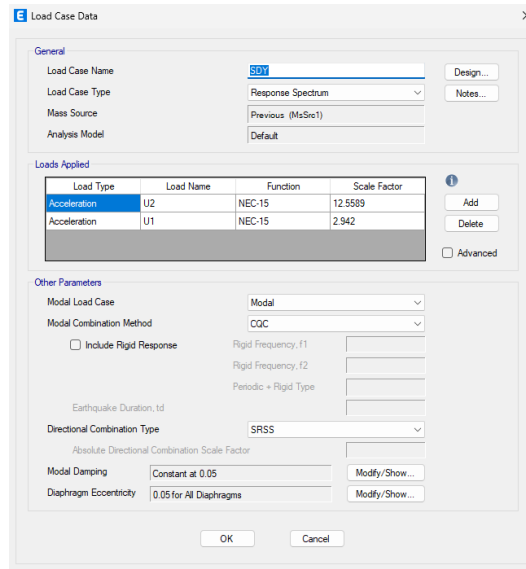 E Load Case Data
General
Load Case Name SDY Design...
Load Case Type Response Spectrum Notes...
Mass Source Previous (MsSrc1)
Analysis Model Default
Loads Applied
Load Type Load Name Function Scale Factor
Acceleration U2 NEC-15 12.5589 Add
Acceleration U1 NEC-15 2.942 Delete
Advanced
Other Parameters
Modal Load Case Modal
Modal Combination Method CQC
Include Rigid Response Rigid Frequency, f1
Rigid Frequency, f2
Periodic + Rigid Type
Earthquake Duration, td
Directional Combination Type SRSS
Absolute Directional Combination Scale Factor
Modal Damping Constant at 0.05 Modify/Show...
Diaphragm Eccentricity 0.05 for All Diaphragms Modify/Show...
OK Cancel